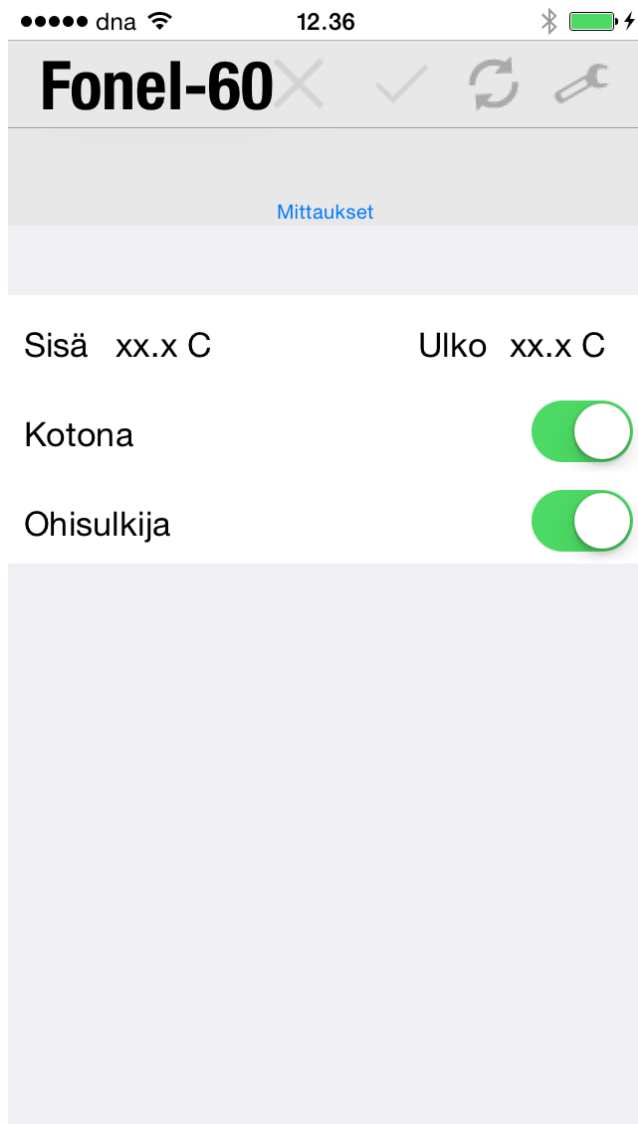 dna 12.36
Fonel-60
Mittaukset
Sisä xx.x C Ulko xx.x C
Kotona
Ohisulkija